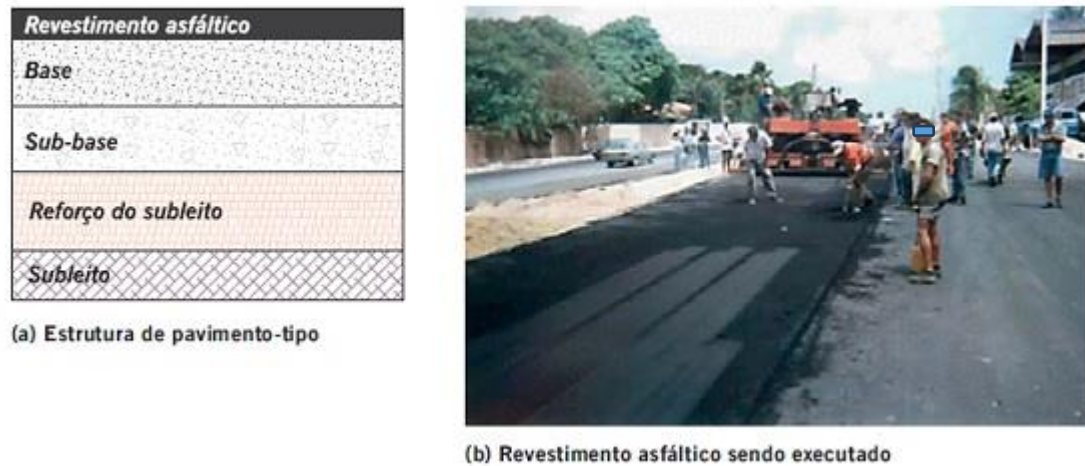 Revestimento asfáltico
Base
Sub-base
Reforço do subleito
Subleito
(a) Estrutura de pavimento-tipo
(b) Revestimento asfáltico sendo executado